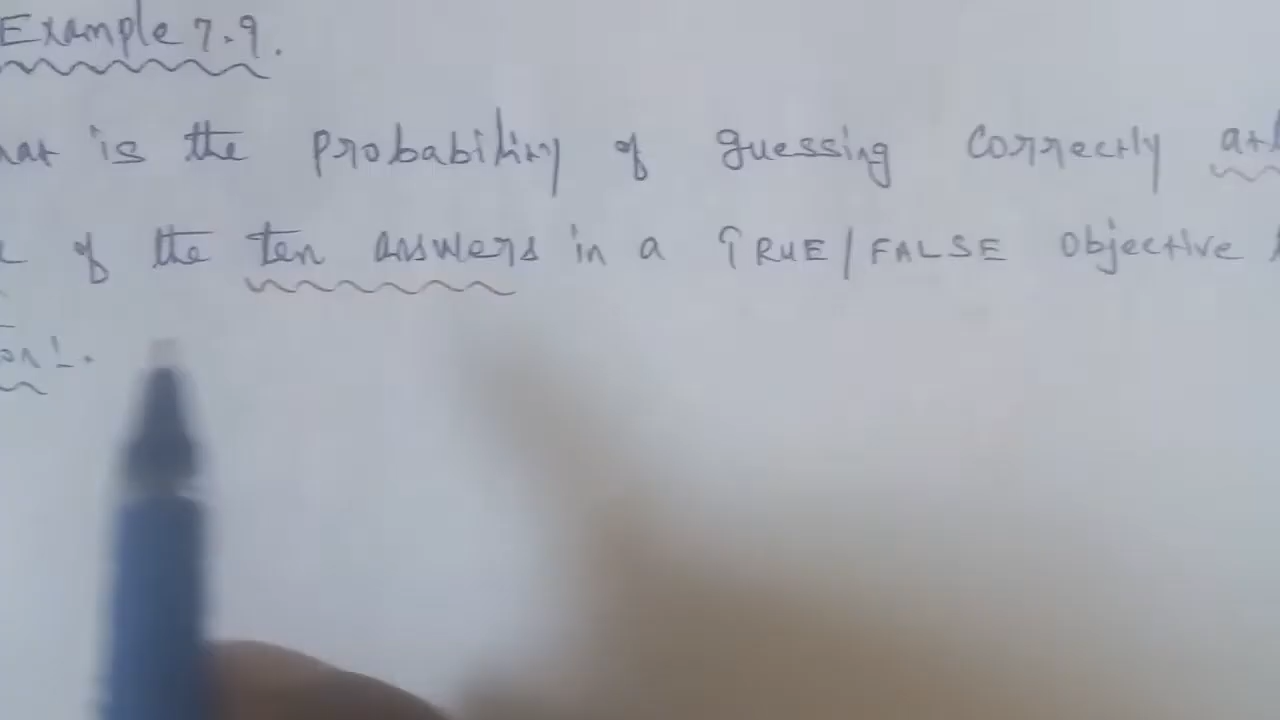 Example 7.9.
is the probability of guessing correctly
of the ten answers in a TRUE/FALSE objective